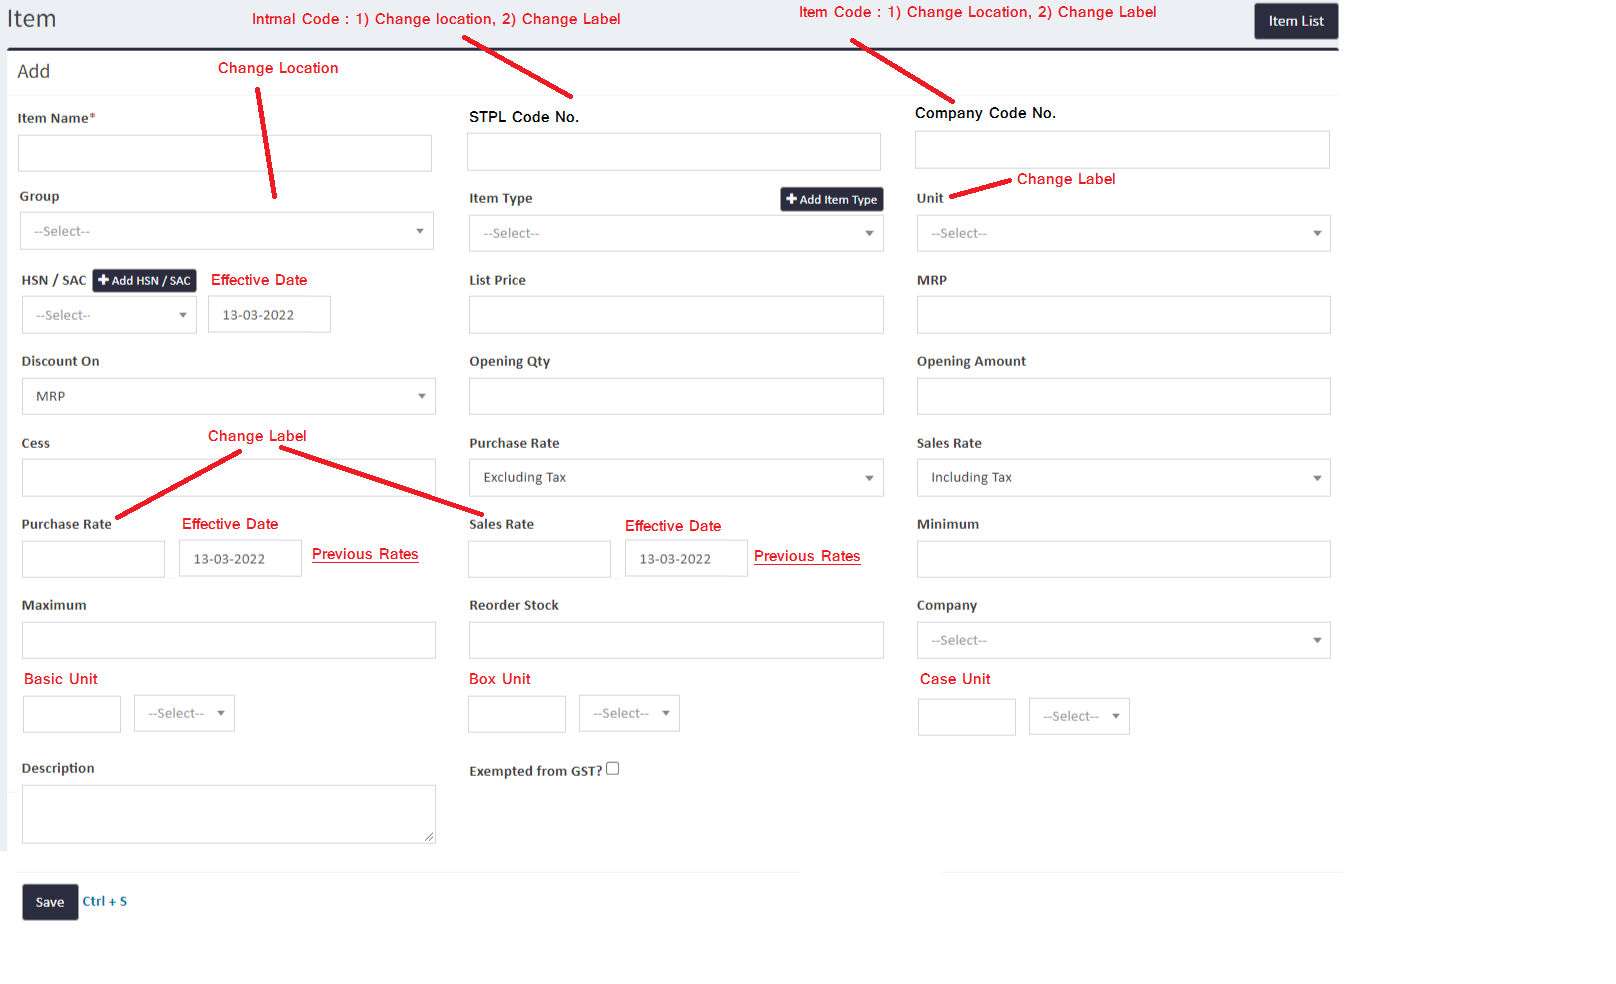 Item
Intrnal Code : 1) Change location, 2) Change Label
Item Code : 1) Change Location, 2) Change Label
Item List
Add
Change Location
Item Name*
STPL Code No.
Company Code No.
Change Label
Group
Item Type
Add Item Type
Unit
--Select--
--Select--
--Select--
HSN / SAC
Add HSN / SAC
Effective Date
List Price
MRP
--Select--
13-03-2022
Discount On
Opening Qty
Opening Amount
MRP
Cess
Change Label
Purchase Rate
Sales Rate
Excluding Tax
Including Tax
Purchase Rate
Effective Date
Sales Rate
Effective Date
Minimum
13-03-2022
Previous Rates
13-03-2022
Previous Rates
Maximum
Reorder Stock
Company
--Select--
Basic Unit
Box Unit
Case Unit
--Select--
--Select--
--Select--
Description
Exempted from GST?
Save
Ctrl + S